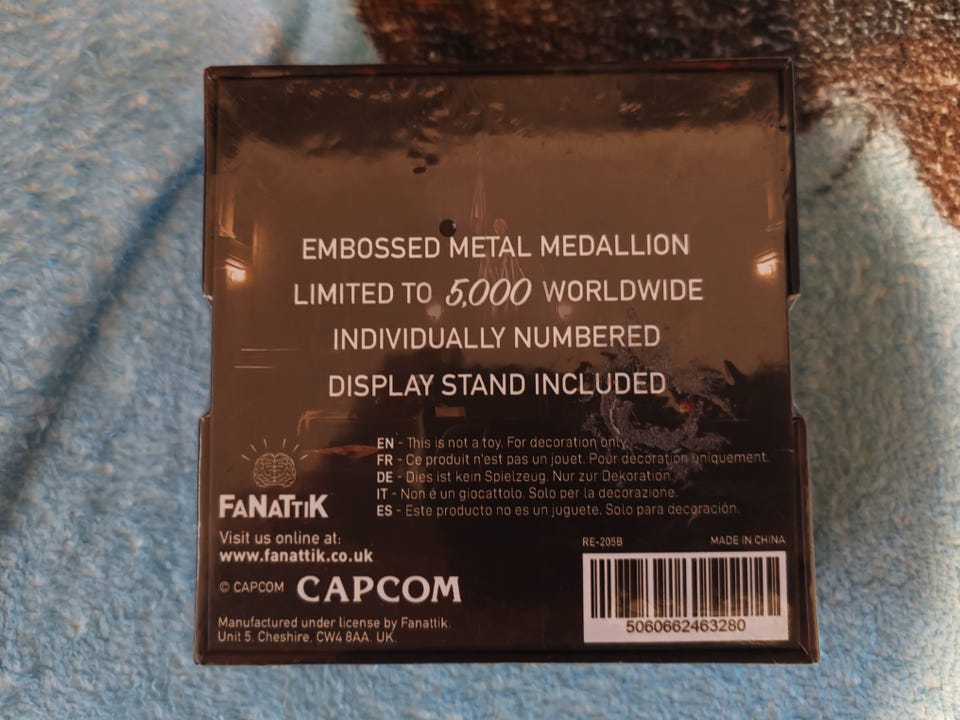 EMBOSSED METAL MEDALLION
LIMITED TO 5,000 WORLDWIDE
INDIVIDUALLY NUMBERED
DISPLAY STAND INCLUDED
EN - This is not a toy. For decoration only.
FR - Ce produit n'est pas un jouet. Pour décoration uniquement.
DE - Dies ist kein Spielzeug. Nur zur Dekoration.
IT - Non é un giocattolo. Solo per la decorazione.
ES - Este producto no es un juguete. Solo para decoración.
FANATTIK
Visit us online at:
www.fanattik.co.uk
© CAPCOM CAPCOM
Manufactured under license by Fanattik.
Unit 5, Cheshire, CW4 8AA. UK.
RE-205B MADE IN CHINA
5060662463280